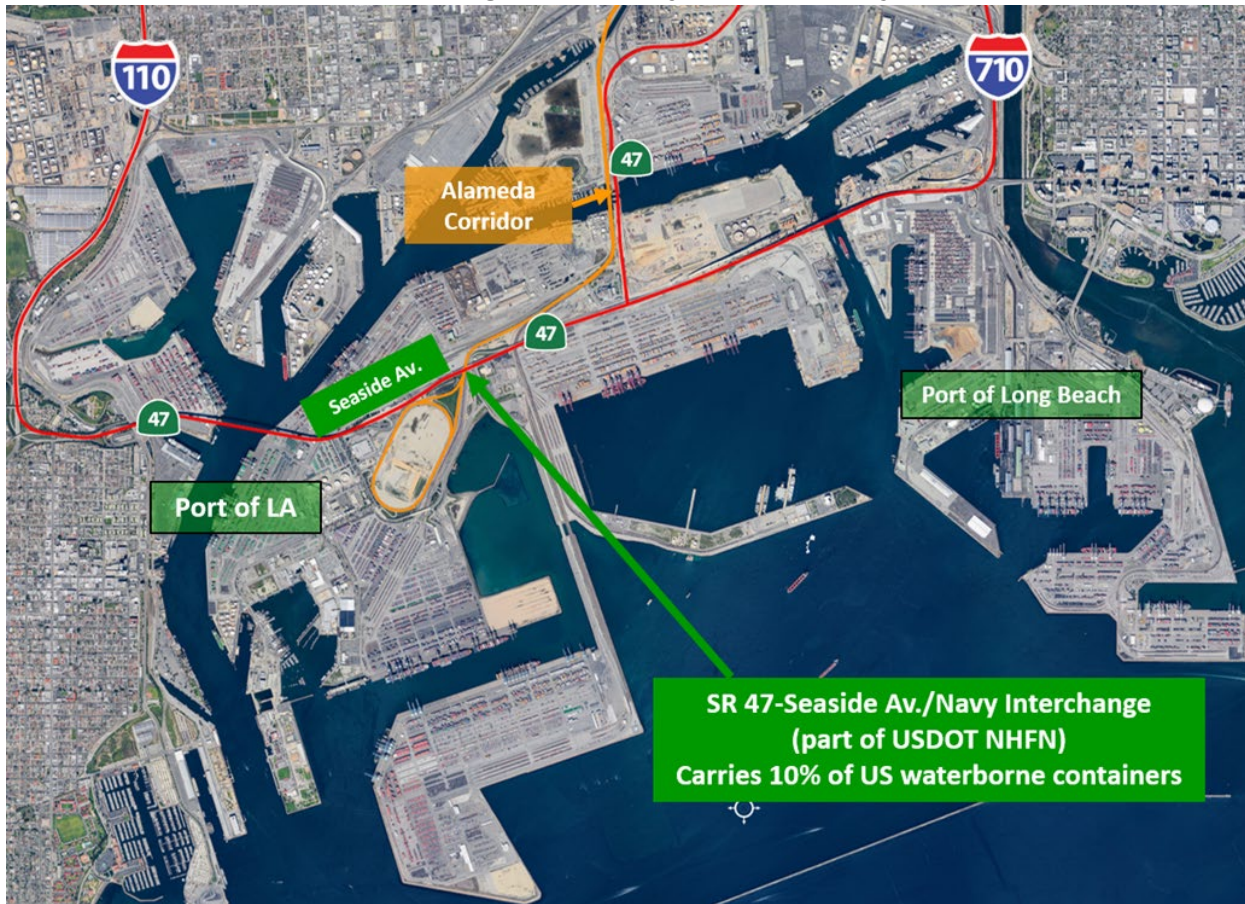 110
710
47
Alameda
Corridor
47
Seaside Av.
Port of Long Beach
47
Port of LA
SR 47-Seaside Av./Navy Interchange
(part of USDOT NHFN)
Carries 10% of US waterborne containers